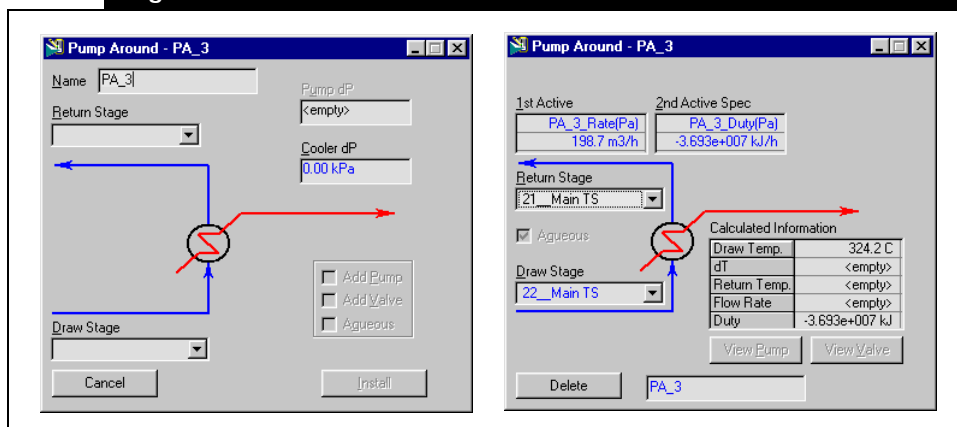 Pump Around - PA_3
Name PA_3
Pump dP
<empty>
Return Stage
Cooler dP
0.00 kPa
Add Pump
Add Valve
Aqueous
Draw Stage
Cancel
Install
Pump Around - PA_3
1st Active
2nd Active Spec
PA_3_Rate(Pa)
PA_3_Duty(Pa)
198.7 m3/h
-3.693e+007 kJ/h
Return Stage
21__Main TS
Aqueous
Calculated Information
Draw Temp. 324.2 C
dT <empty>
Return Temp. <empty>
Flow Rate <empty>
Duty -3.693e+007 kJ
Draw Stage
22__Main TS
View Pump
View Valve
Delete
PA_3